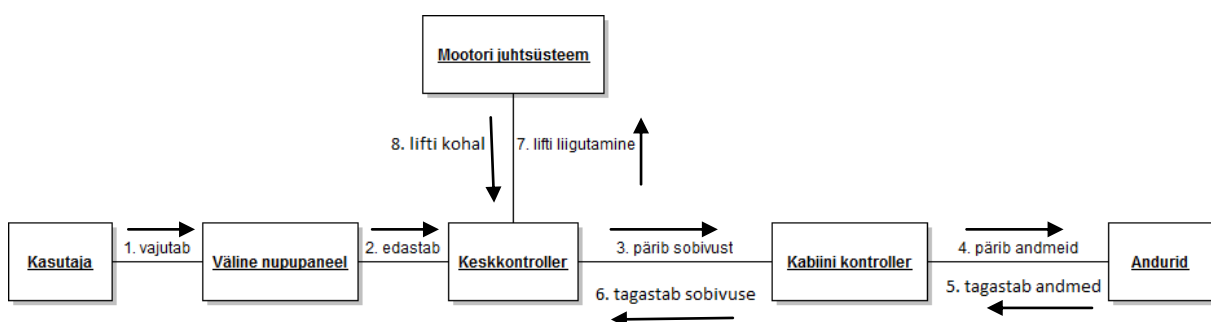 Mootori juhtsüsteem
8. lifti kohal
7. lifti liigutamine
Kasutaja
1. vajutab
Väline nupupaneel
2. edastab
Keskkontroller
3. pärib sobivust
6. tagastab sobivuse
Kabiini kontroller
4. pärib andmeid
5. tagastab andmed
Andurid